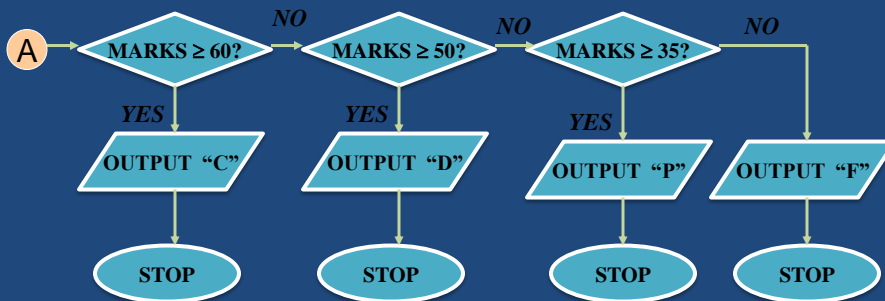 A
MARKS ≥ 60?
NO
MARKS ≥ 50?
NO
MARKS ≥ 35?
NO
YES
YES
YES
OUTPUT “C”
OUTPUT “D”
OUTPUT “P”
OUTPUT “F”
STOP
STOP
STOP
STOP